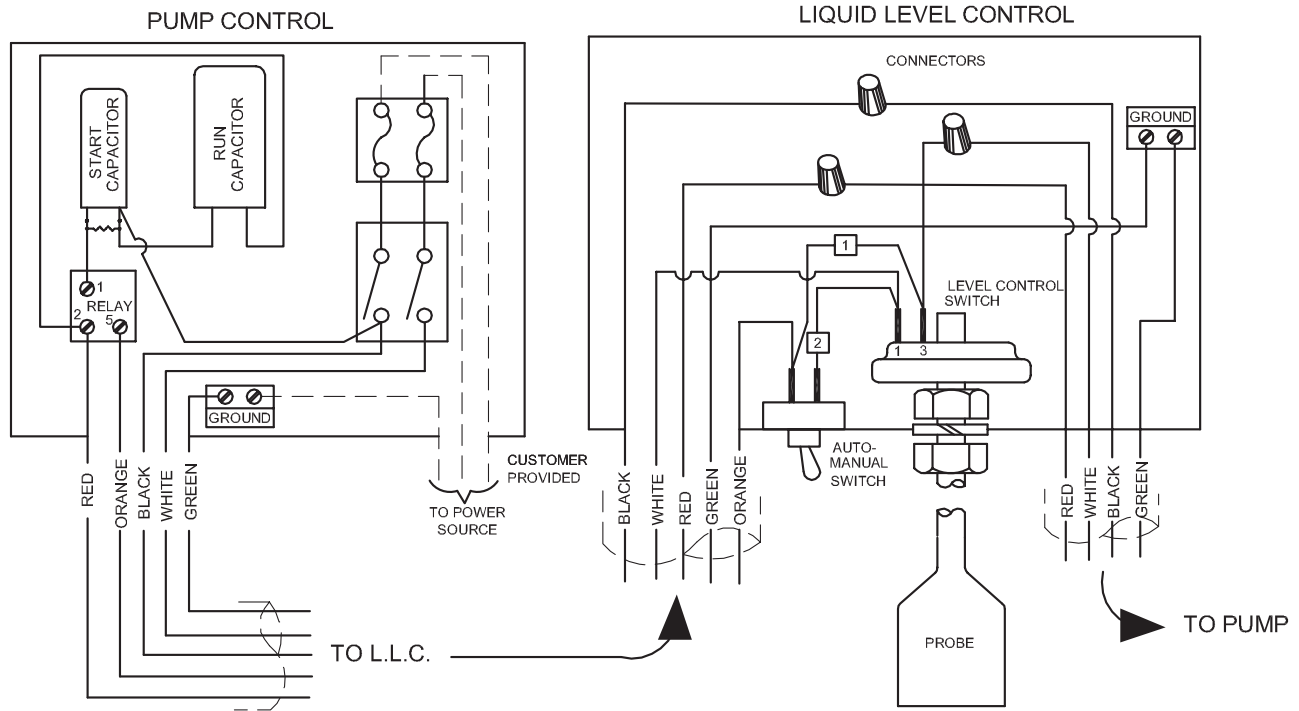 PUMP CONTROL
START
CAPACITOR
RUN
CAPACITOR
1
RELAY
2
5
GROUND
RED
ORANGE
BLACK
WHITE
GREEN
CUSTOMER
PROVIDED
TO POWER
SOURCE
TO L.L.C.
LIQUID LEVEL CONTROL
CONNECTORS
GROUND
1
LEVEL CONTROL
SWITCH
2
1
3
AUTO-
MANUAL
SWITCH
BLACK
WHITE
RED
GREEN
ORANGE
RED
WHITE
BLACK
GREEN
PROBE
TO PUMP